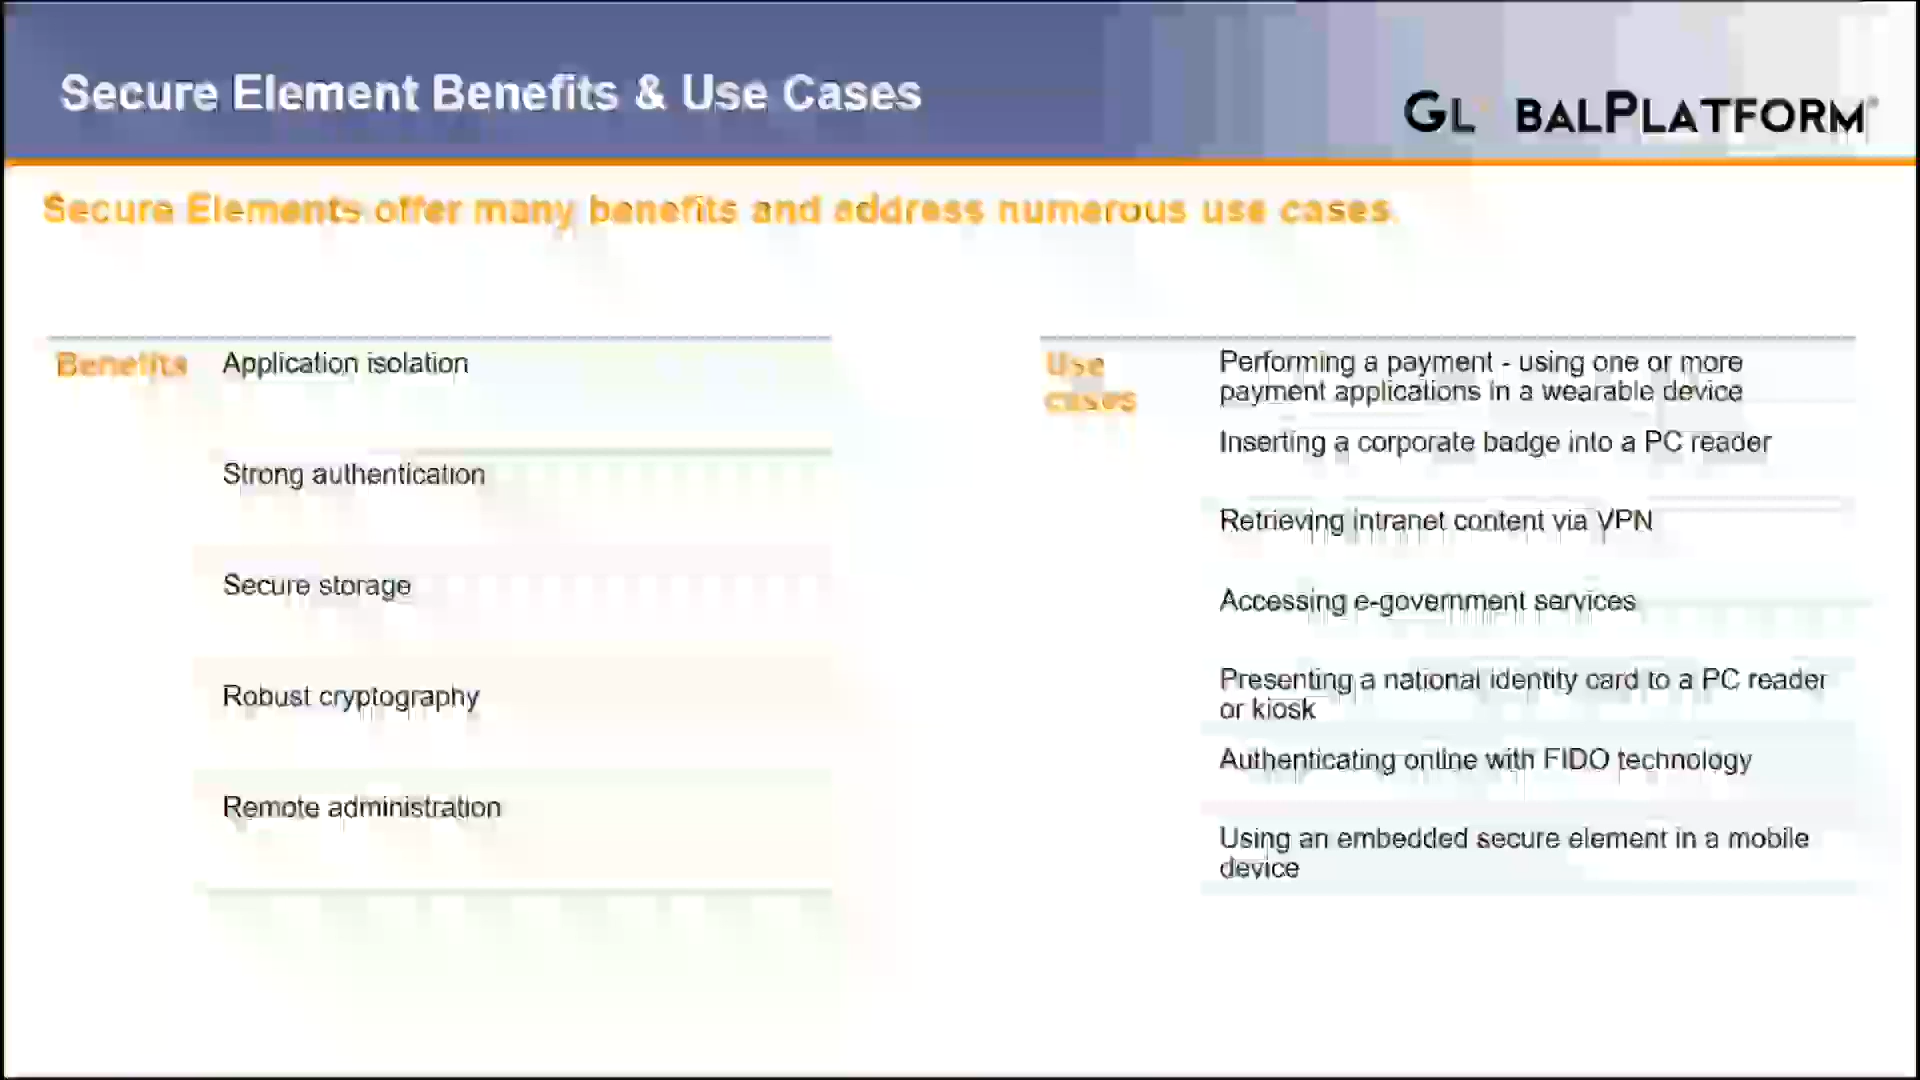 Secure Element Benefits & Use Cases
GL BALPLATFORM
Secure Elements offer many benefits and address numerous use cases.
Benefits
Application isolation
Strong authentication
Secure storage
Robust cryptography
Remote administration
Use
cases
Performing a payment - using one or more
payment applications in a wearable device
Inserting a corporate badge into a PC reader
Retrieving intranet content via VPN
Accessing e-government services
Presenting a national identity card to a PC reader
or kiosk
Authenticating online with FIDO technology
Using an embedded secure element in a mobile
device